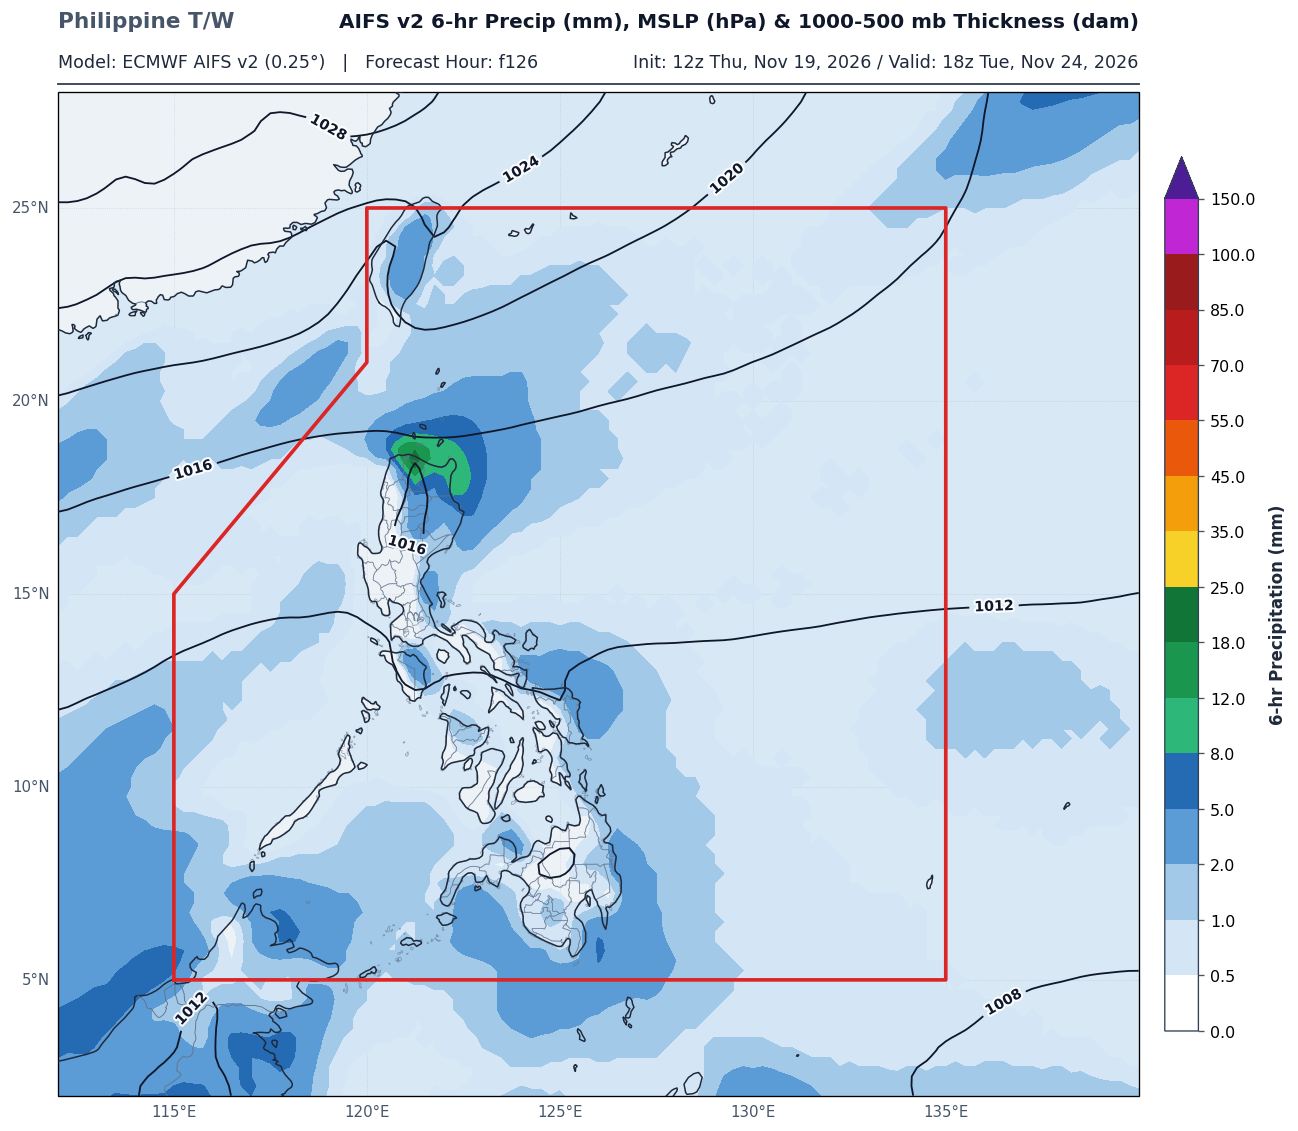 Philippine T/W
AIFS v2 6-hr Precip (mm), MSLP (hPa) & 1000-500 mb Thickness (dam)
Model: ECMWF AIFS v2 (0.25°)   |   Forecast Hour: f126
Init: 12z Thu, Nov 19, 2026 / Valid: 18z Tue, Nov 24, 2026
1028
1024
1020
25°N
20°N
1016
1016
15°N
1012
10°N
5°N
1012
1008
115°E
120°E
125°E
130°E
135°E
150.0
100.0
85.0
70.0
55.0
45.0
35.0
25.0
18.0
12.0
8.0
5.0
2.0
1.0
0.5
0.0
6-hr Precipitation (mm)